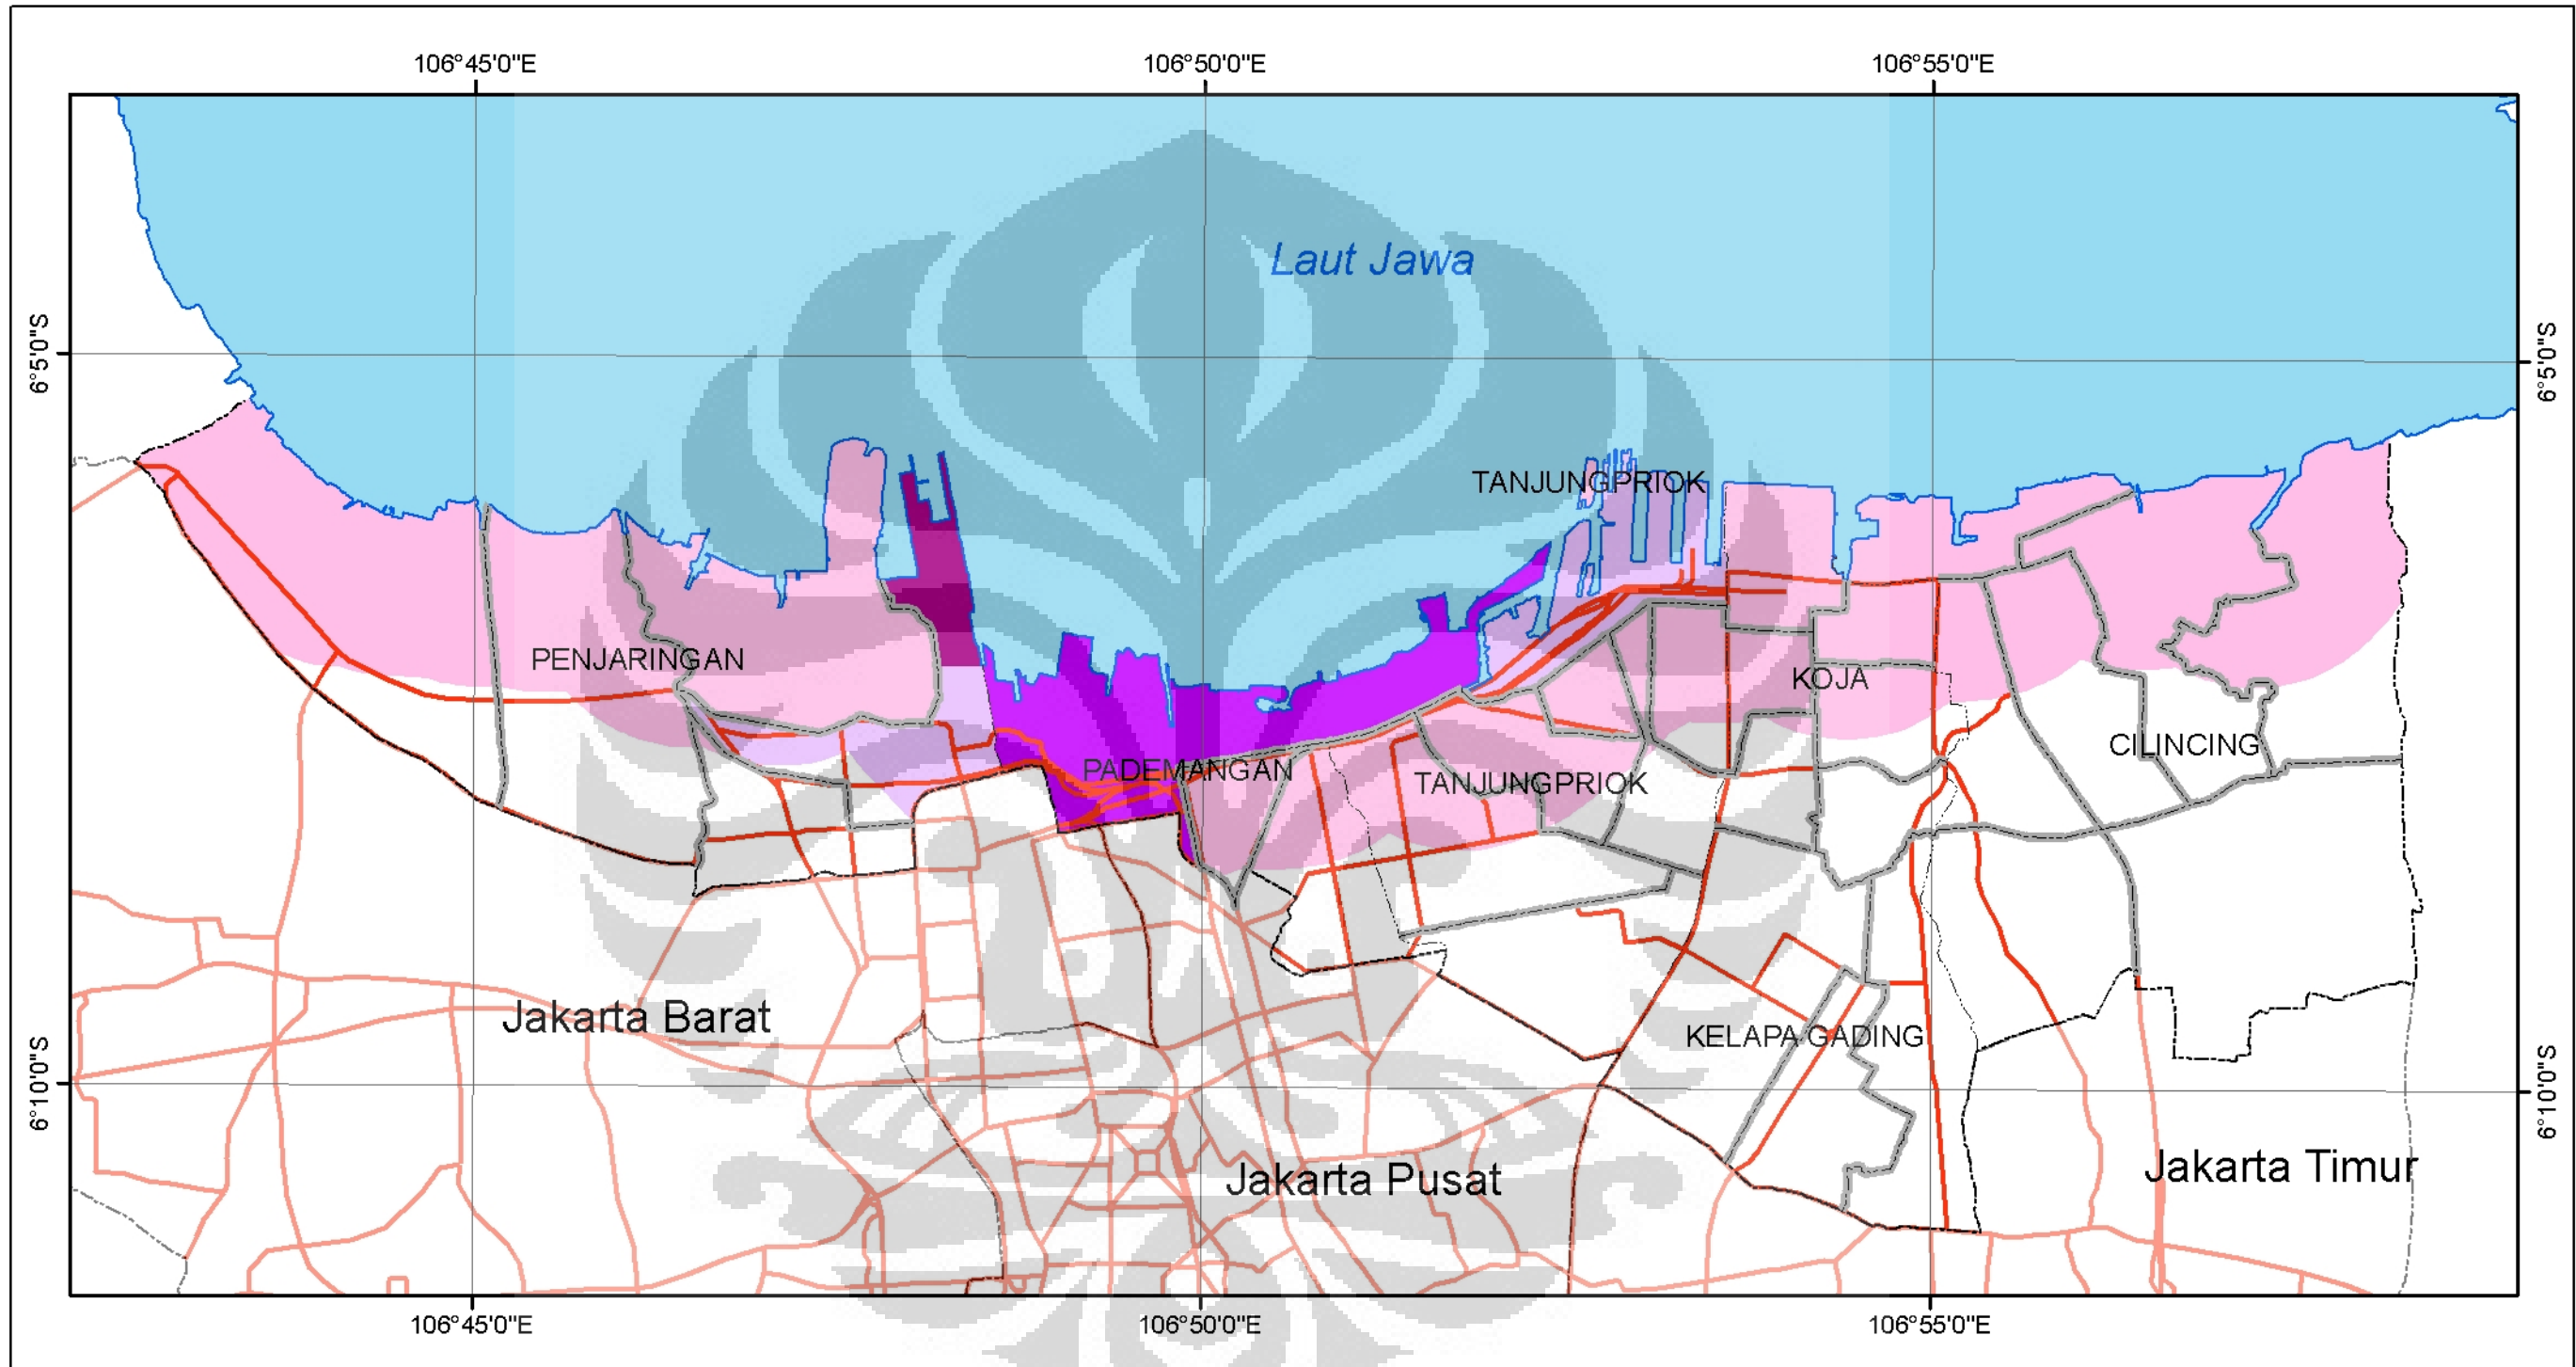 106°45'0"E
106°50'0"E
106°55'0"E
Laut Jawa
6°5'0"S
6°5'0"S
TANJUNGPRIOK
PENJARINGAN
KOJA
CILINCING
PADEMANGAN
TANJUNGPRIOK
Jakarta Barat
KELAPA GADING
6°10'0"S
6°10'0"S
Jakarta Pusat
Jakarta Timur
106°45'0"E
106°50'0"E
106°55'0"E